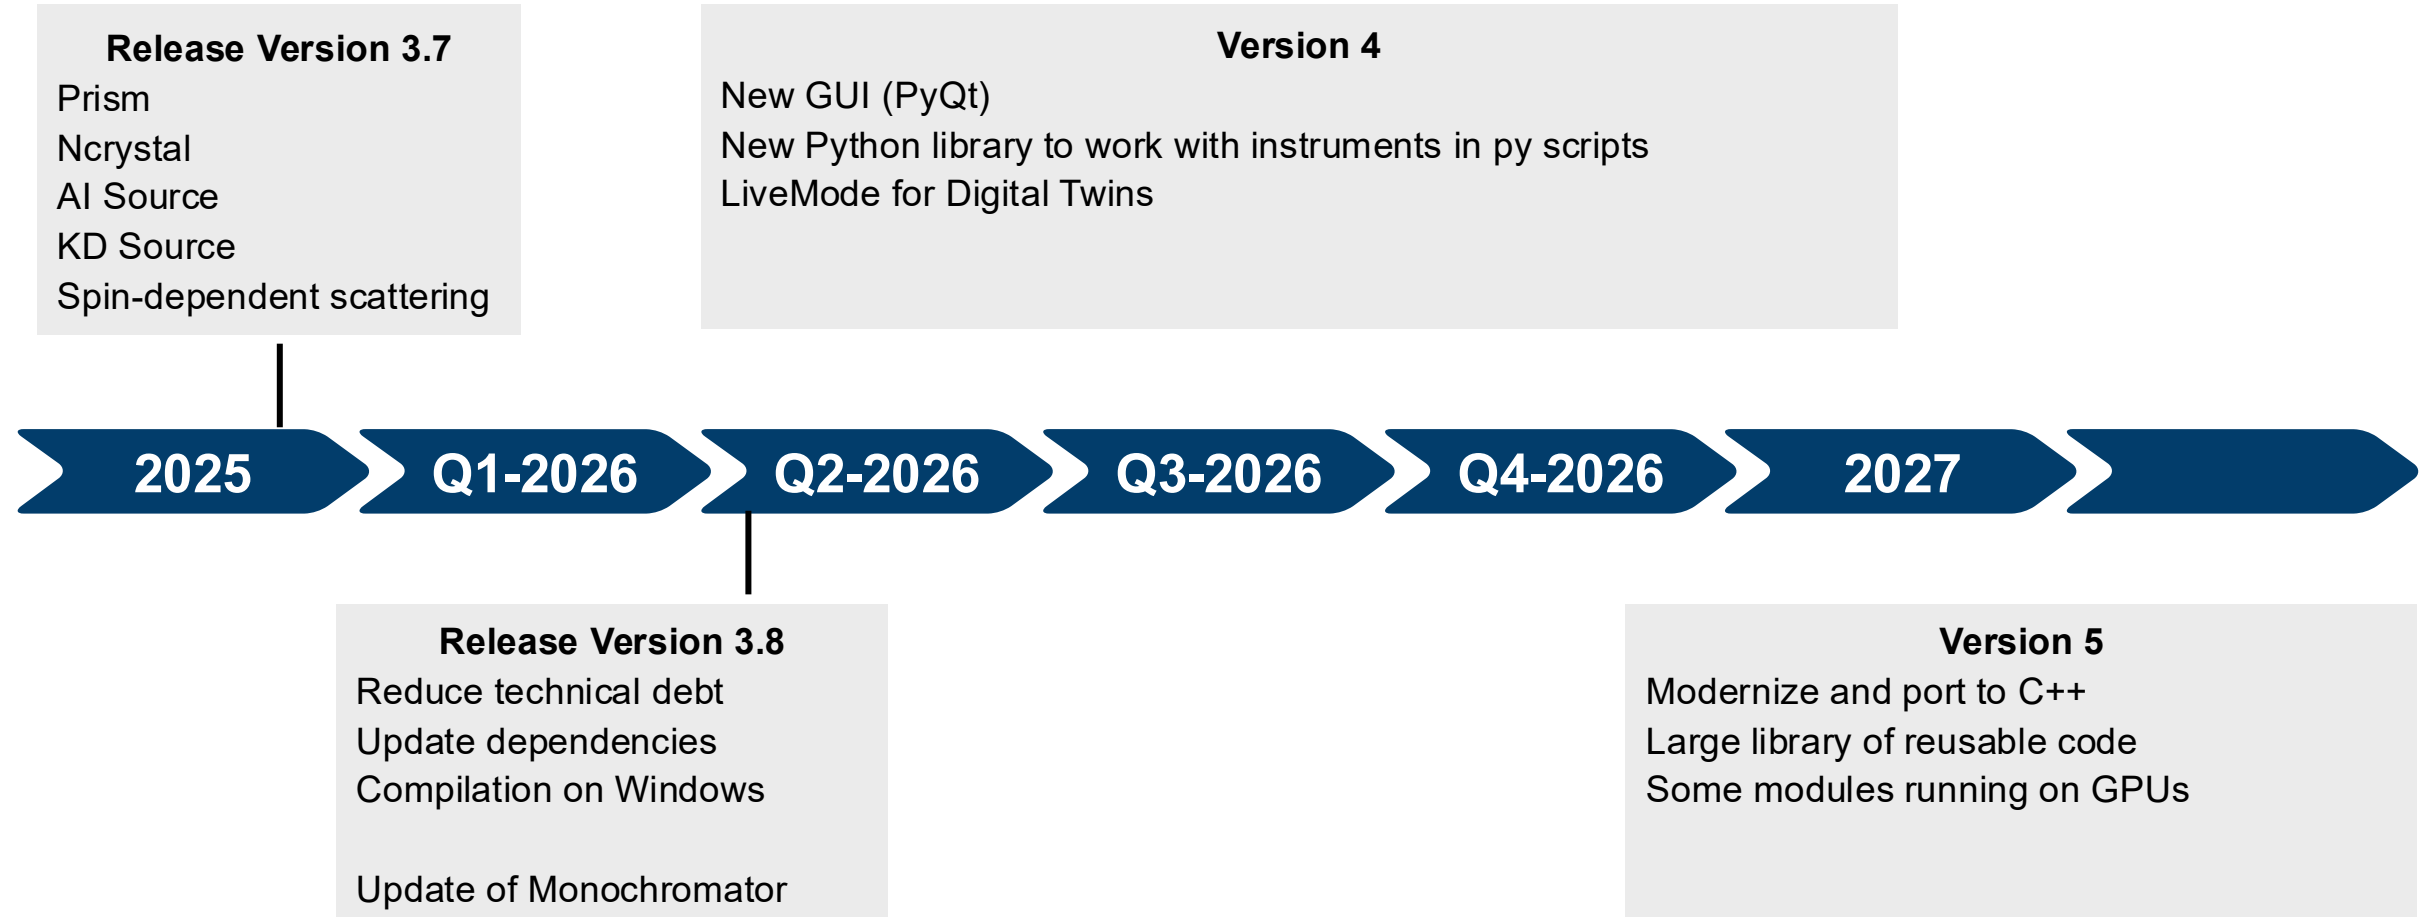 Release Version 3.7
Prism
Ncrystal
AI Source
KD Source
Spin-dependent scattering
Version 4
New GUI (PyQt)
New Python library to work with instruments in py scripts
LiveMode for Digital Twins
2025
Q1-2026
Q2-2026
Q3-2026
Q4-2026
2027
Release Version 3.8
Reduce technical debt
Update dependencies
Compilation on Windows
Update of Monochromator
Version 5
Modernize and port to C++
Large library of reusable code
Some modules running on GPUs